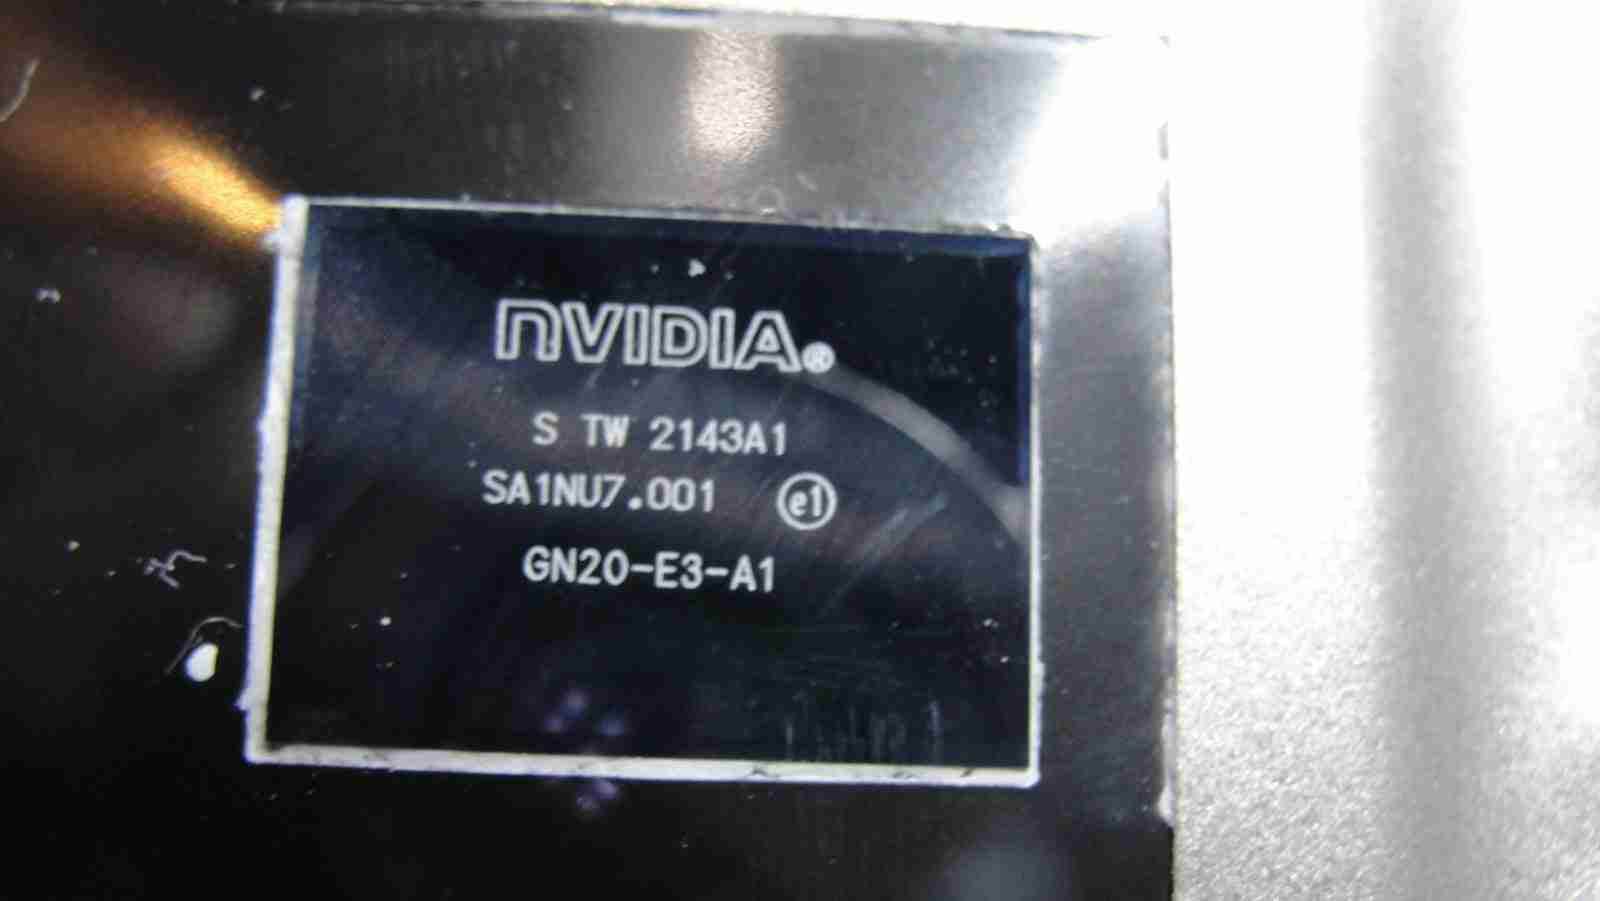 nVIDIA®
S TW 2143A1
SA1NU7.001 e1
GN20-E3-A1